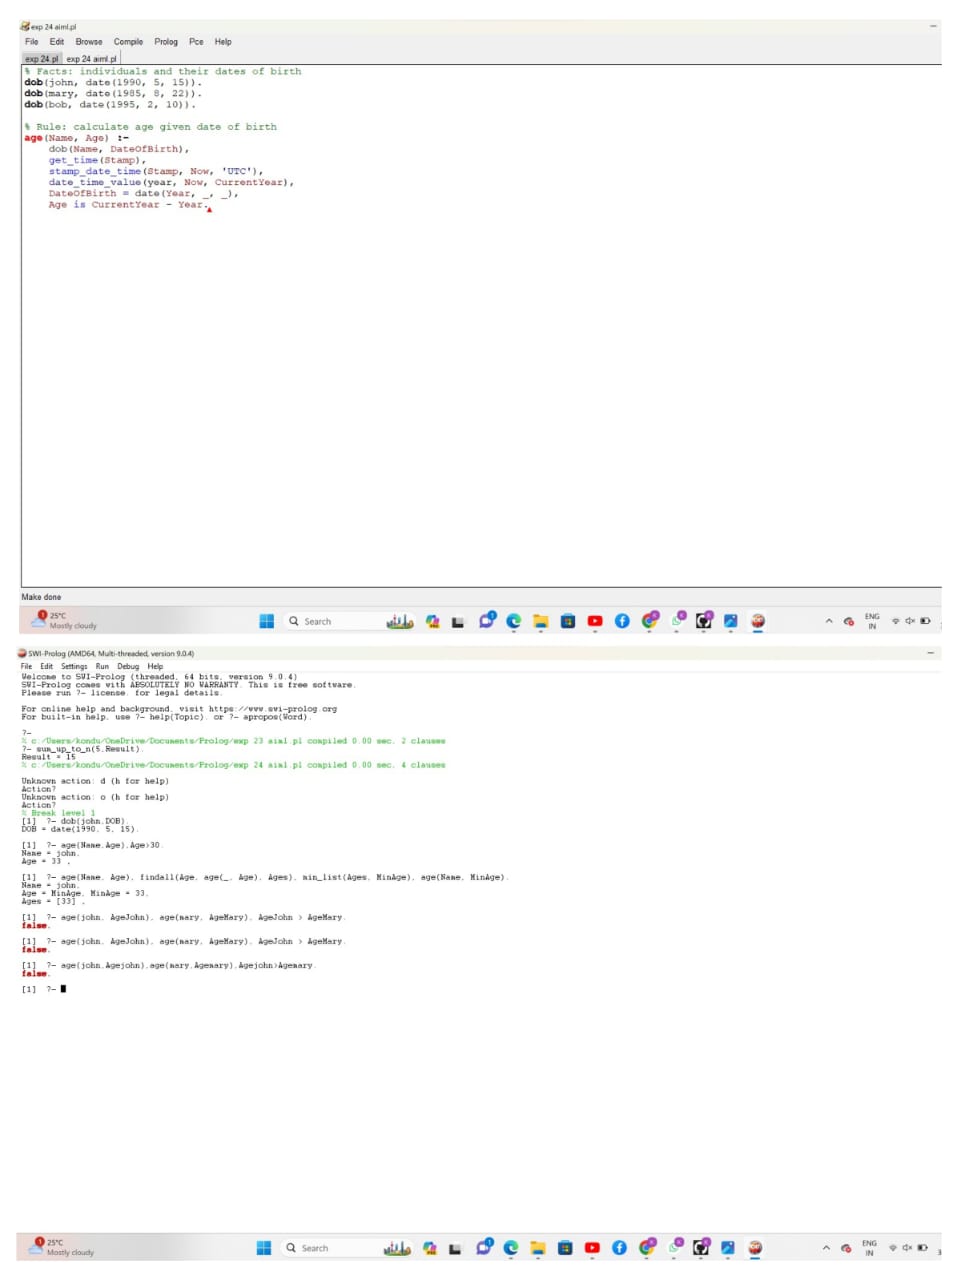 exp 24 aiml.pl
File Edit Browse Compile Prolog Pce Help
exp 24.pl exp 24 aiml.pl
% Facts: individuals and their dates of birth
dob(john, date(1990, 5, 15)).
dob(mary, date(1985, 8, 22)).
dob(bob, date(1995, 2, 10)).
% Rule: calculate age given date of birth
age(Name, Age) :-
dob(Name, DateOfBirth),
get_time(Stamp),
stamp_date_time(Stamp, Now, 'UTC'),
date_time_value(year, Now, CurrentYear),
DateOfBirth = date(Year, _, _),
Age is CurrentYear - Year.
Make done
1
25°C
Mostly cloudy
Search
ENG
IN
SWI-Prolog (AMD64, Multi-threaded, version 9.0.4)
File Edit Settings Run Debug Help
Welcome to SWI-Prolog (threaded, 64 bits, version 9.0.4)
SWI-Prolog comes with ABSOLUTELY NO WARRANTY. This is free software.
Please run ?- license. for legal details.
For online help and background, visit https://www.swi-prolog.org
For built-in help, use ?- help(Topic). or ?- apropos(Word).
?-
% c:/Users/kondu/OneDrive/Documents/Prolog/exp 23 aiml.pl compiled 0.00 sec, 2 clauses
?- sum_up_to_n(5,Result).
Result = 15
% c:/Users/kondu/OneDrive/Documents/Prolog/exp 24 aiml.pl compiled 0.00 sec, 4 clauses
Unknown action: d (h for help)
Action?
Unknown action: o (h for help)
Action?
% Break level 1
[1] ?- dob(john,DOB).
DOB = date(1990, 5, 15).
[1] ?- age(Name,Age),Age>30.
Name = john,
Age = 33 .
[1] ?- age(Name, Age), findall(Age, age(_, Age), Ages), min_list(Ages, MinAge), age(Name, MinAge).
Name = john,
Age = MinAge, MinAge = 33,
Ages = [33] .
[1] ?- age(john, AgeJohn), age(mary, AgeMary), AgeJohn > AgeMary.
false.
[1] ?- age(john, AgeJohn), age(mary, AgeMary), AgeJohn > AgeMary.
false.
[1] ?- age(john,Agejohn),age(mary,Agemary),Agejohn>Agemary.
false.
[1] ?-
1
25°C
Mostly cloudy
Search
ENG
IN